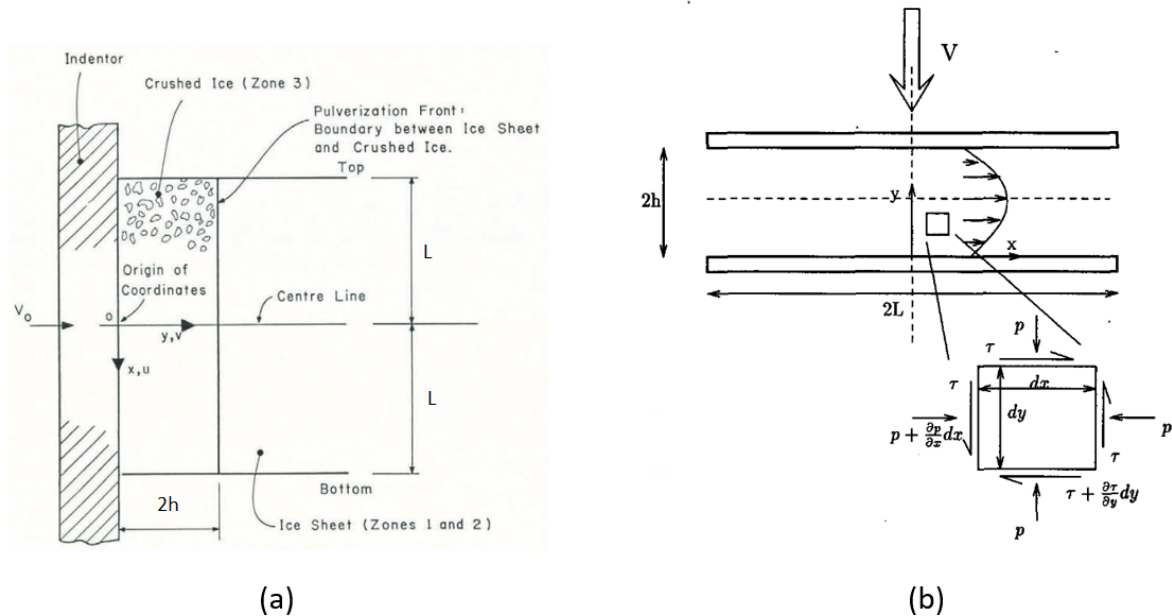 Indentor
Crushed Ice (Zone 3)
Pulverization Front:
Boundary between Ice Sheet
and Crushed Ice.
Top
L
Origin of
Coordinates
Centre Line
Vo
o
y,v
x,u
L
Bottom
2h
Ice Sheet (Zones 1 and 2)
(a)
V
2h
y
x
2L
p
τ
τ
dx
dy
p + ∂p/∂x dx
p
τ
τ + ∂τ/∂y dy
p
(b)